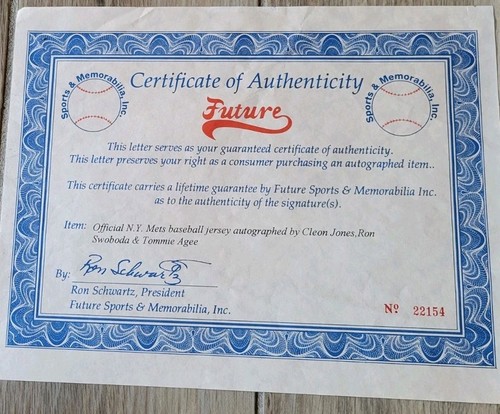 Sports & Memorabilia, Inc.
Certificate of Authenticity
Sports & Memorabilia, Inc.
Future
This letter serves as your guaranteed certificate of authenticity.
This letter preserves your right as a consumer purchasing an autographed item..
This certificate carries a lifetime guarantee by Future Sports & Memorabilia Inc.
as to the authenticity of the signature(s).
Item: Official N.Y. Mets baseball jersey autographed by Cleon Jones,Ron
Swoboda & Tommie Agee
By: Ron Schwartz
Ron Schwartz, President
Future Sports & Memorabilia, Inc.
Nº 22154